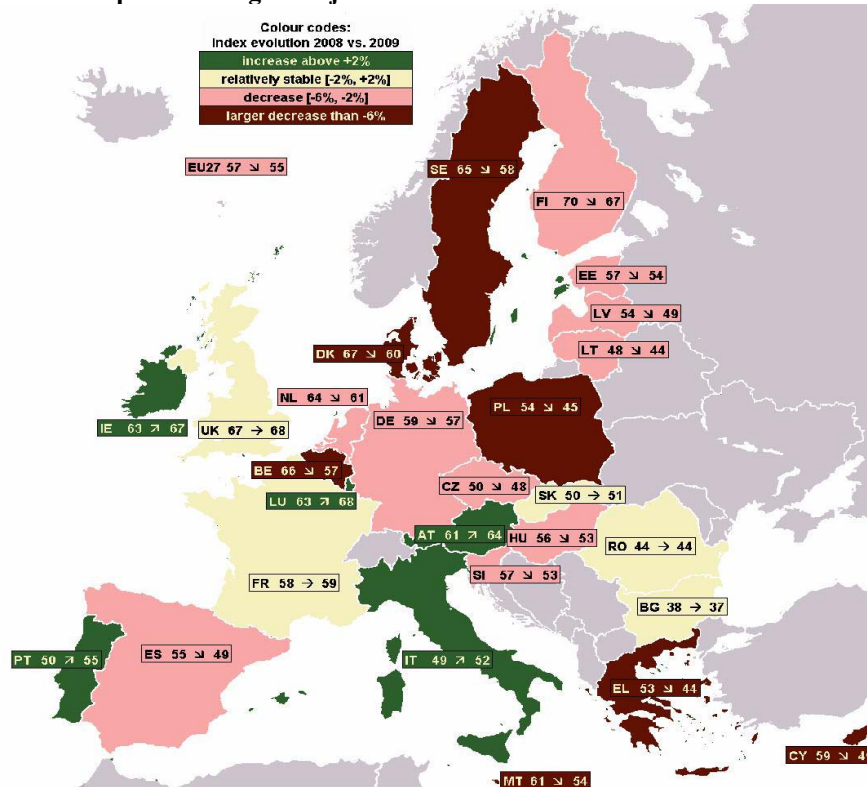 Colour codes:
Index evolution 2008 vs. 2009
increase above +2%
relatively stable [-2%, +2%]
decrease [-6%, -2%]
larger decrease than -6%
EU27 57 ↘ 55
SE 65 ↘ 58
FI 70 ↘ 67
EE 57 ↘ 54
LV 54 ↘ 49
LT 48 ↘ 44
DK 67 ↘ 60
NL 64 ↘ 61
DE 59 ↘ 57
PL 54 ↘ 45
IE 63 ↗ 67
UK 67 → 68
BE 66 ↘ 57
CZ 50 ↘ 48
SK 50 → 51
LU 63 ↗ 68
AT 61 ↗ 64
HU 56 ↘ 53
RO 44 → 44
FR 58 → 59
SI 57 ↘ 53
BG 38 → 37
PT 50 ↗ 55
ES 55 ↘ 49
IT 49 ↗ 52
EL 53 ↘ 44
CY 59 ↘
MT 61 ↘ 54